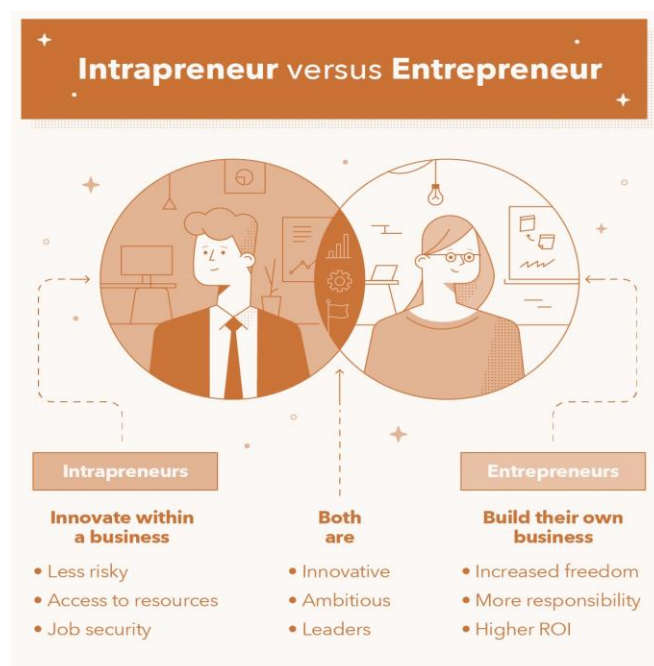 Intrapreneur versus Entrepreneur
Intrapreneurs
Innovate within
a business
• Less risky
• Access to resources
• Job security
Both
are
• Innovative
• Ambitious
• Leaders
Entrepreneurs
Build their own
business
• Increased freedom
• More responsibility
• Higher ROI